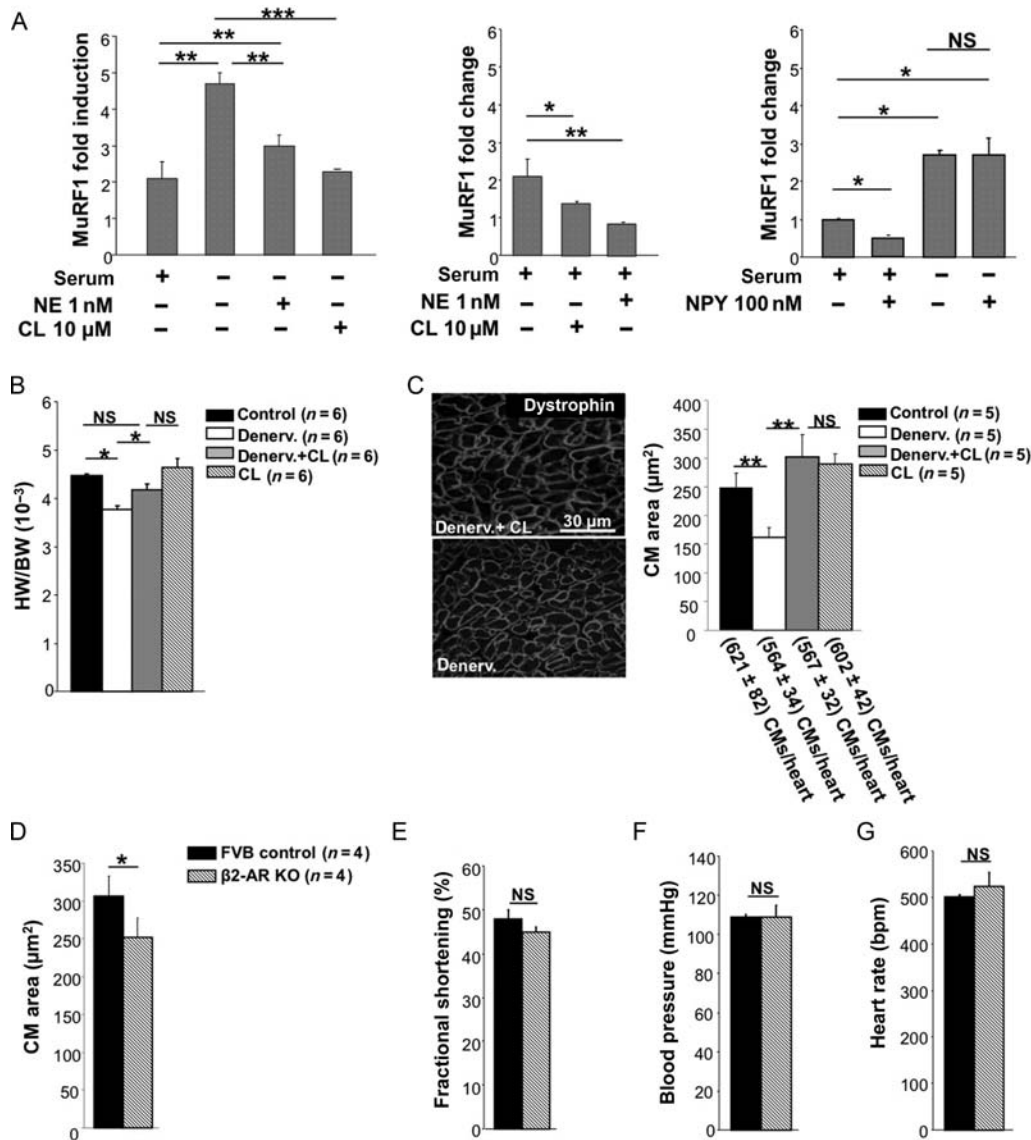 A
MuRF1 fold induction
6
5
4
3
2
1
0
** ** ** ***
Serum + − − −
NE 1 nM − − + −
CL 10 µM − − − +
MuRF1 fold change
6
5
4
3
2
1
0
* **
Serum + + +
NE 1 nM − − +
CL 10 µM − + −
MuRF1 fold change
6
5
4
3
2
1
0
* * * NS
Serum + + − −
NPY 100 nM − + − +
B
HW/BW (10⁻³)
6
5
4
3
2
1
0
NS NS
* *
Control (n = 6)
Denerv. (n = 6)
Denerv.+CL (n = 6)
CL (n = 6)
C
Dystrophin
Denerv.+ CL
30 µm
Denerv.
CM area (µm²)
400
350
300
250
200
150
100
50
0
** ** NS
Control (n = 5)
Denerv. (n = 5)
Denerv.+CL (n = 5)
CL (n = 5)
(621 ± 82) CMs/heart
(564 ± 34) CMs/heart
(567 ± 32) CMs/heart
(602 ± 42) CMs/heart
D
CM area (µm²)
350
300
250
200
150
100
50
0
*
FVB control (n = 4)
β2-AR KO (n = 4)
E
Fractional shortening (%)
60
50
40
30
20
10
0
NS
F
Blood pressure (mmHg)
140
120
100
80
60
40
20
0
NS
G
Heart rate (bpm)
600
500
400
300
200
100
0
NS